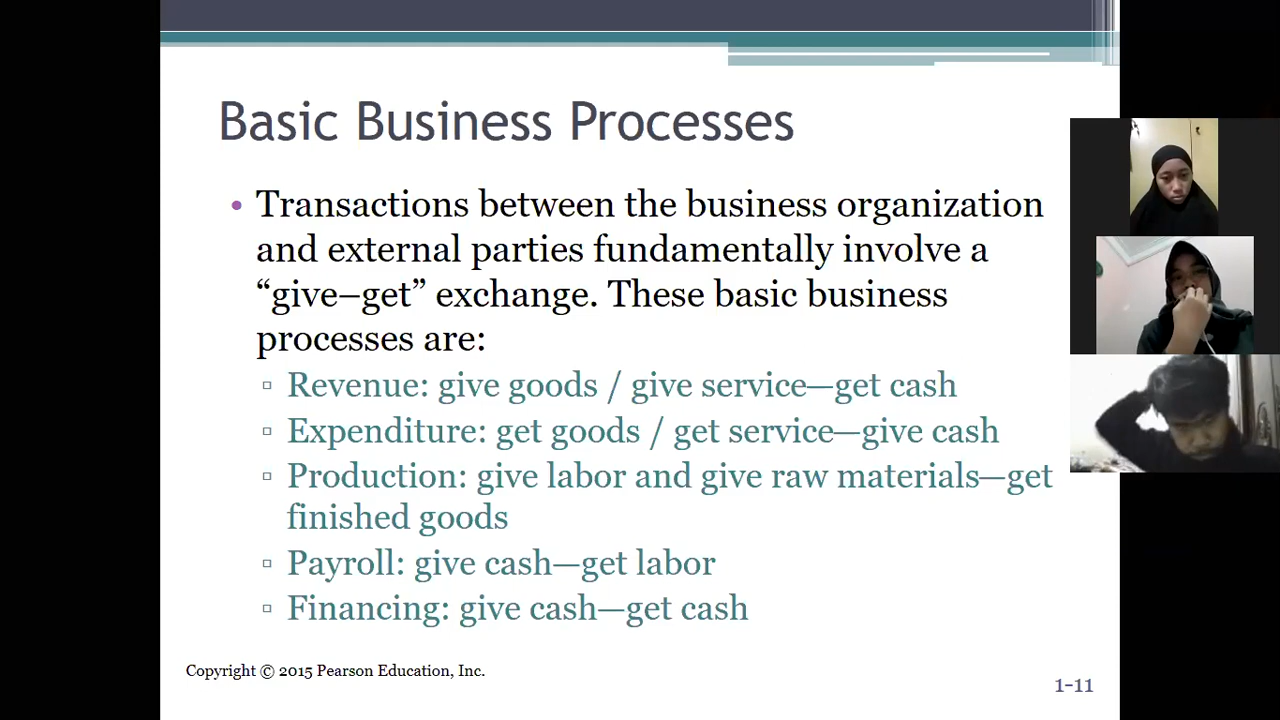 Basic Business Processes
• Transactions between the business organization
and external parties fundamentally involve a
“give–get” exchange. These basic business
processes are:
▫ Revenue: give goods / give service—get cash
▫ Expenditure: get goods / get service—give cash
▫ Production: give labor and give raw materials—get
finished goods
▫ Payroll: give cash—get labor
▫ Financing: give cash—get cash
Copyright © 2015 Pearson Education, Inc.
1-11